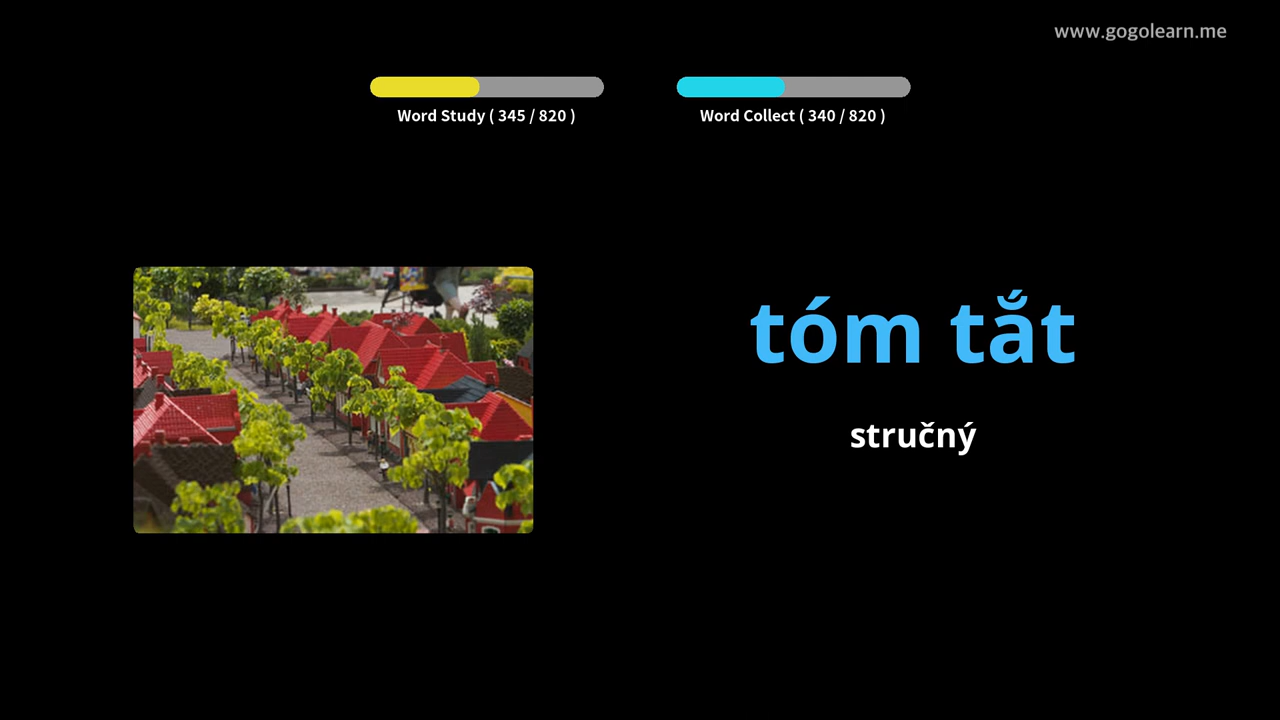 www.gogolearn.me
Word Study ( 345 / 820 )
Word Collect ( 340 / 820 )
tóm tắt
stručný